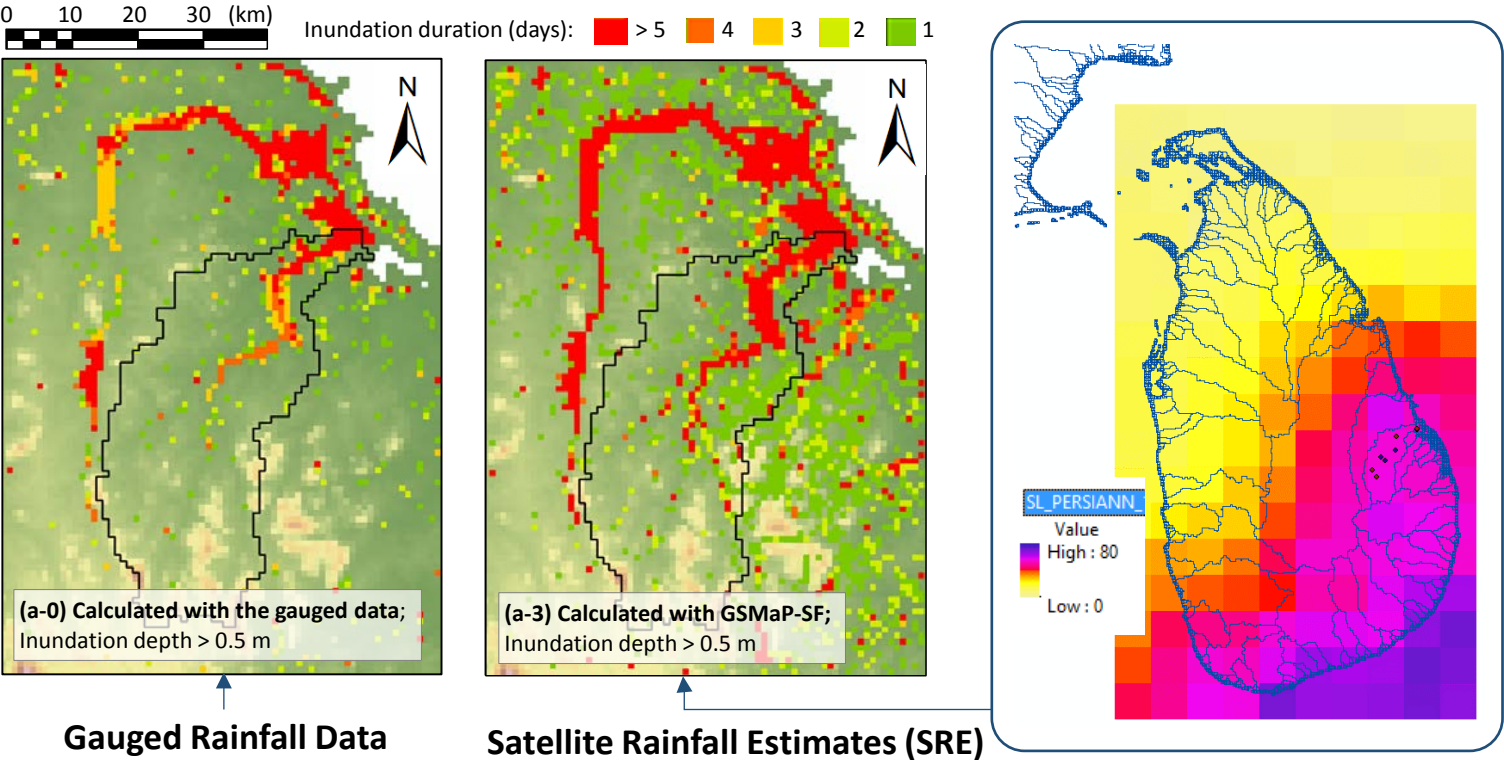 0 10 20 30 (km)
Inundation duration (days): > 5 4 3 2 1
N
(a-0) Calculated with the gauged data;
Inundation depth > 0.5 m
N
(a-3) Calculated with GSMaP-SF;
Inundation depth > 0.5 m
SL_PERSIANN_
Value
High : 80
Low : 0
Gauged Rainfall Data
Satellite Rainfall Estimates (SRE)